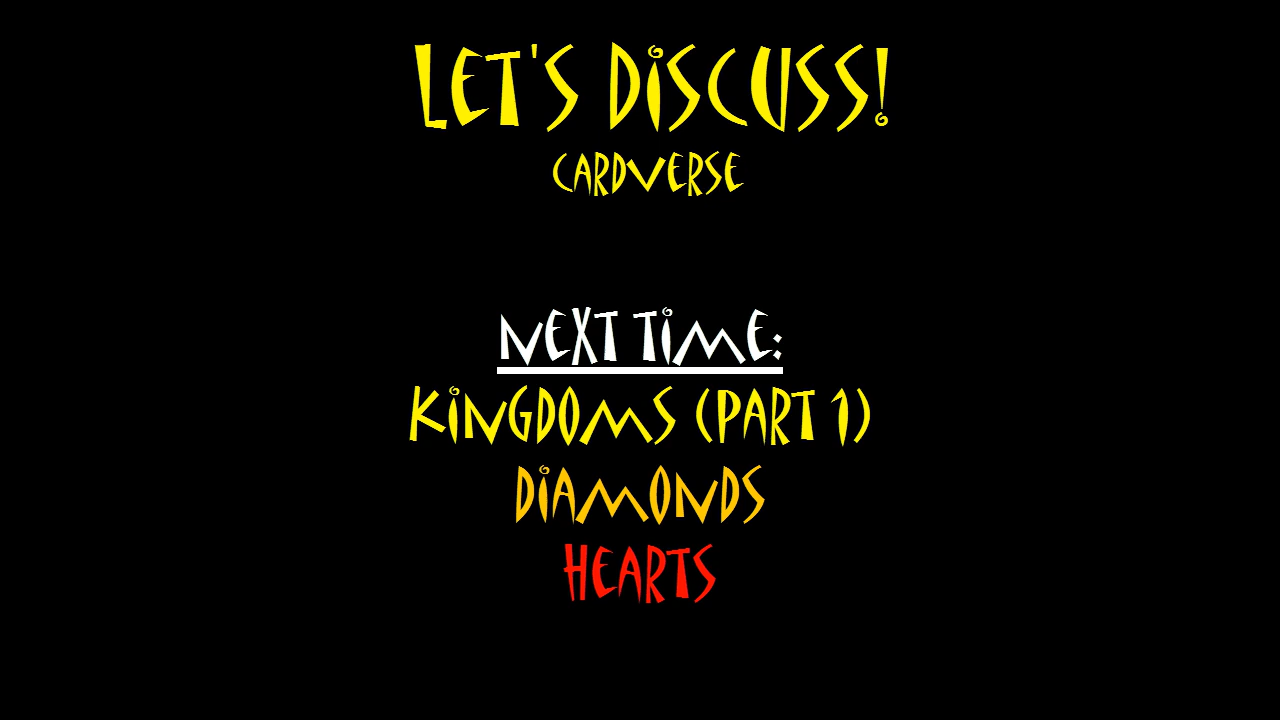 LET'S DISCUSS!
CARDVERSE
NEXT TIME:
KINGDOMS (PART 1)
DIAMONDS
HEARTS